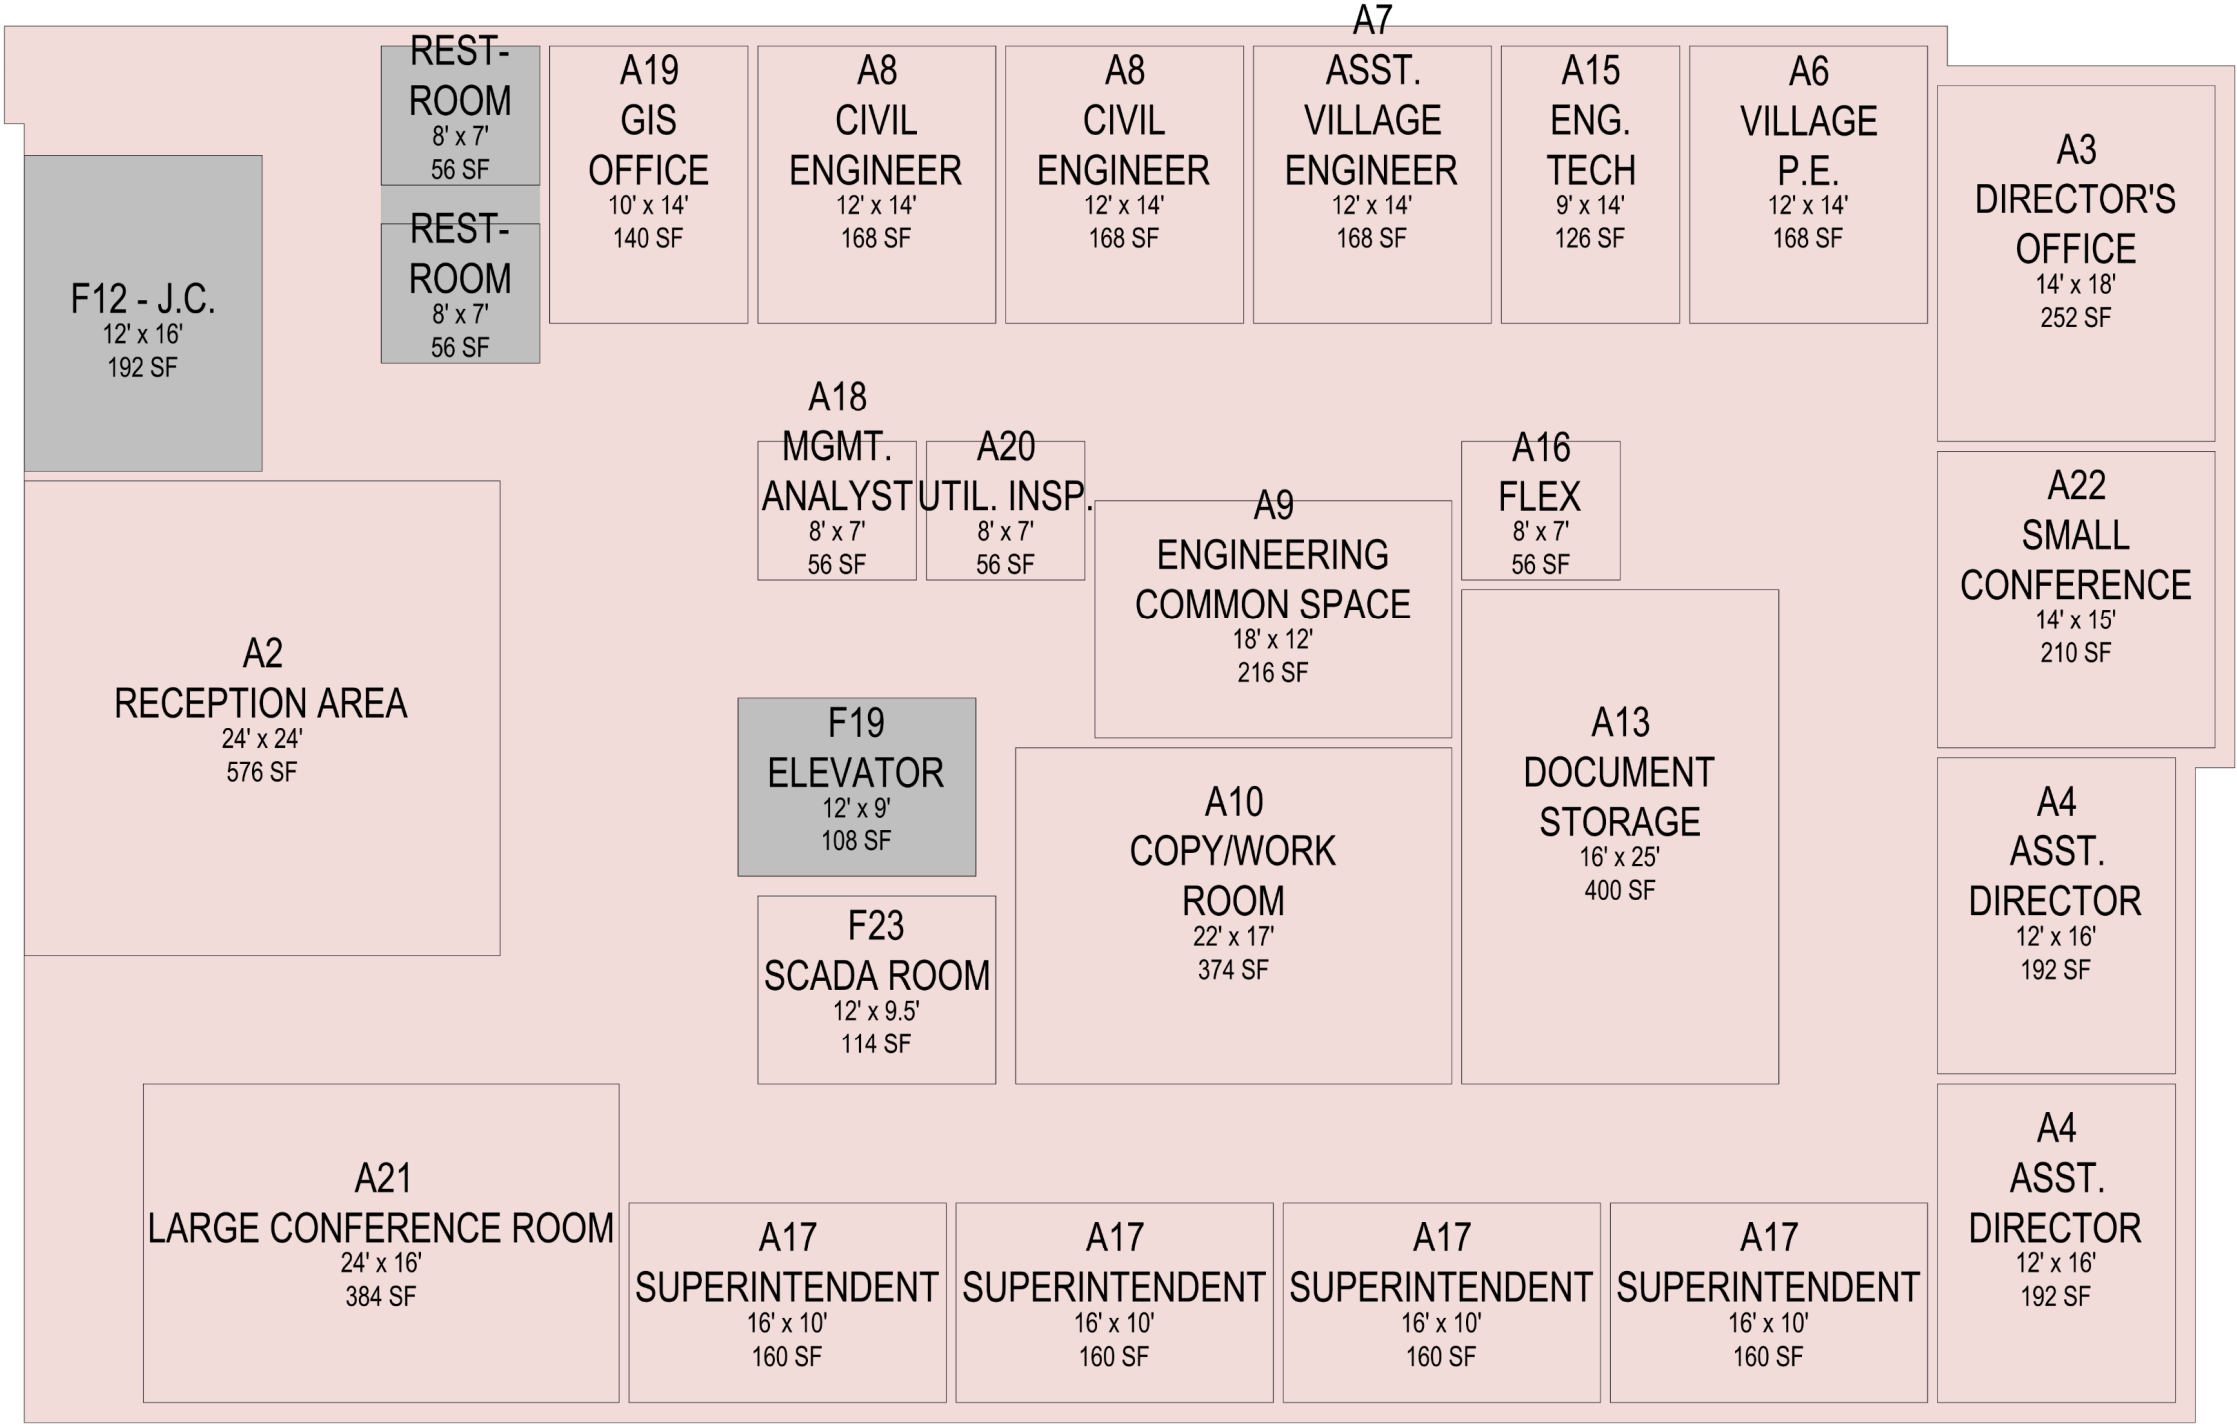 REST-
ROOM
8' x 7'
56 SF
REST-
ROOM
8' x 7'
56 SF
A19
GIS
OFFICE
10' x 14'
140 SF
A8
CIVIL
ENGINEER
12' x 14'
168 SF
A8
CIVIL
ENGINEER
12' x 14'
168 SF
A7
ASST.
VILLAGE
ENGINEER
12' x 14'
168 SF
A15
ENG.
TECH
9' x 14'
126 SF
A6
VILLAGE
P.E.
12' x 14'
168 SF
A3
DIRECTOR'S
OFFICE
14' x 18'
252 SF
F12 - J.C.
12' x 16'
192 SF
A18
MGMT.
ANALYST
8' x 7'
56 SF
A20
UTIL. INSP.
8' x 7'
56 SF
A9
ENGINEERING
COMMON SPACE
18' x 12'
216 SF
A16
FLEX
8' x 7'
56 SF
A22
SMALL
CONFERENCE
14' x 15'
210 SF
A2
RECEPTION AREA
24' x 24'
576 SF
F19
ELEVATOR
12' x 9'
108 SF
A10
COPY/WORK
ROOM
22' x 17'
374 SF
A13
DOCUMENT
STORAGE
16' x 25'
400 SF
A4
ASST.
DIRECTOR
12' x 16'
192 SF
F23
SCADA ROOM
12' x 9.5'
114 SF
A21
LARGE CONFERENCE ROOM
24' x 16'
384 SF
A17
SUPERINTENDENT
16' x 10'
160 SF
A17
SUPERINTENDENT
16' x 10'
160 SF
A17
SUPERINTENDENT
16' x 10'
160 SF
A17
SUPERINTENDENT
16' x 10'
160 SF
A4
ASST.
DIRECTOR
12' x 16'
192 SF